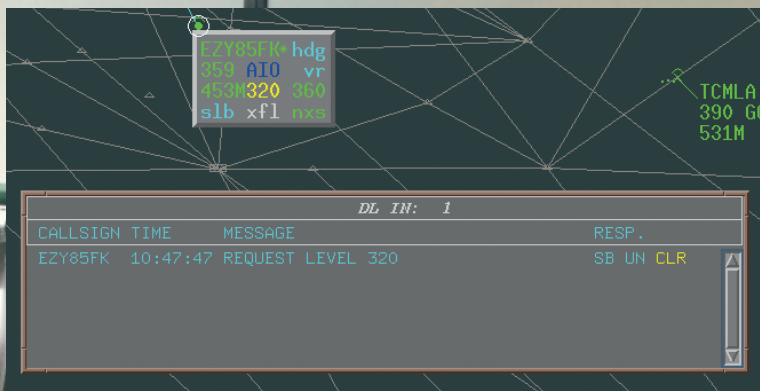 EZY85FK* hdg
359 AIO vr
453M320 360
slb xfl nxs
TCMLA
390
531M
DL IN: 1
CALLSIGN TIME MESSAGE RESP.
EZY85FK 10:47:47 REQUEST LEVEL 320 SB UN CLR